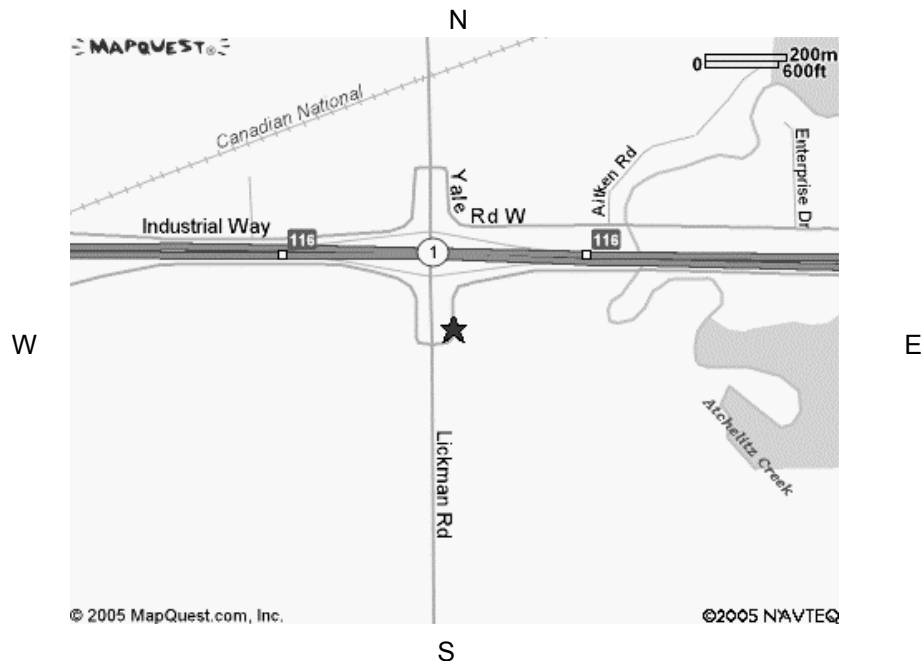 N
MAPQUEST®
0 200m
600ft
Canadian National
Aitken Rd
Enterprise Dr
Yale
Rd W
Industrial Way
116
116
1
W
E
Atchelitz Creek
Lickman Rd
© 2005 MapQuest.com, Inc.
©2005 NAVTEQ
S